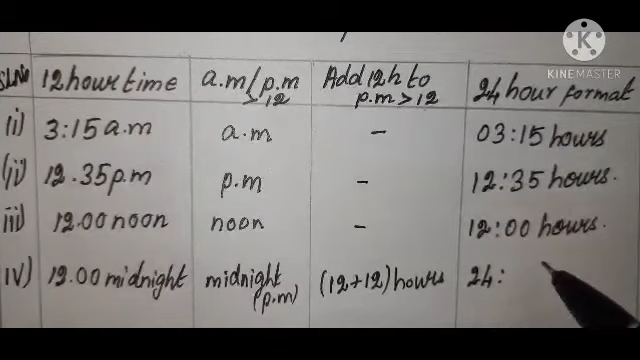 KINEMASTER
Sl.No 12 hour time a.m/p.m >12 Add 12h to p.m > 12 24 hour format
(i) 3:15 a.m a.m - 03:15 hours
(ii) 12.35 p.m p.m - 12:35 hours.
iii) 12.00 noon noon - 12:00 hours.
iv) 12.00 midnight midnight (p.m) (12+12) hours 24: